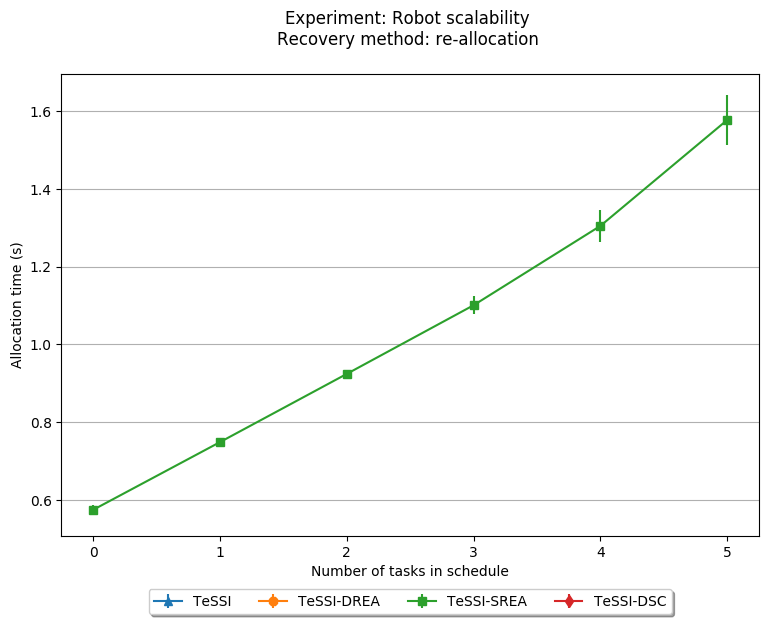 Experiment: Robot scalability
Recovery method: re-allocation
1.6
1.4
1.2
1.0
0.8
0.6
Allocation time (s)
0 1 2 3 4 5
Number of tasks in schedule
TeSSI TeSSI-DREA TeSSI-SREA TeSSI-DSC